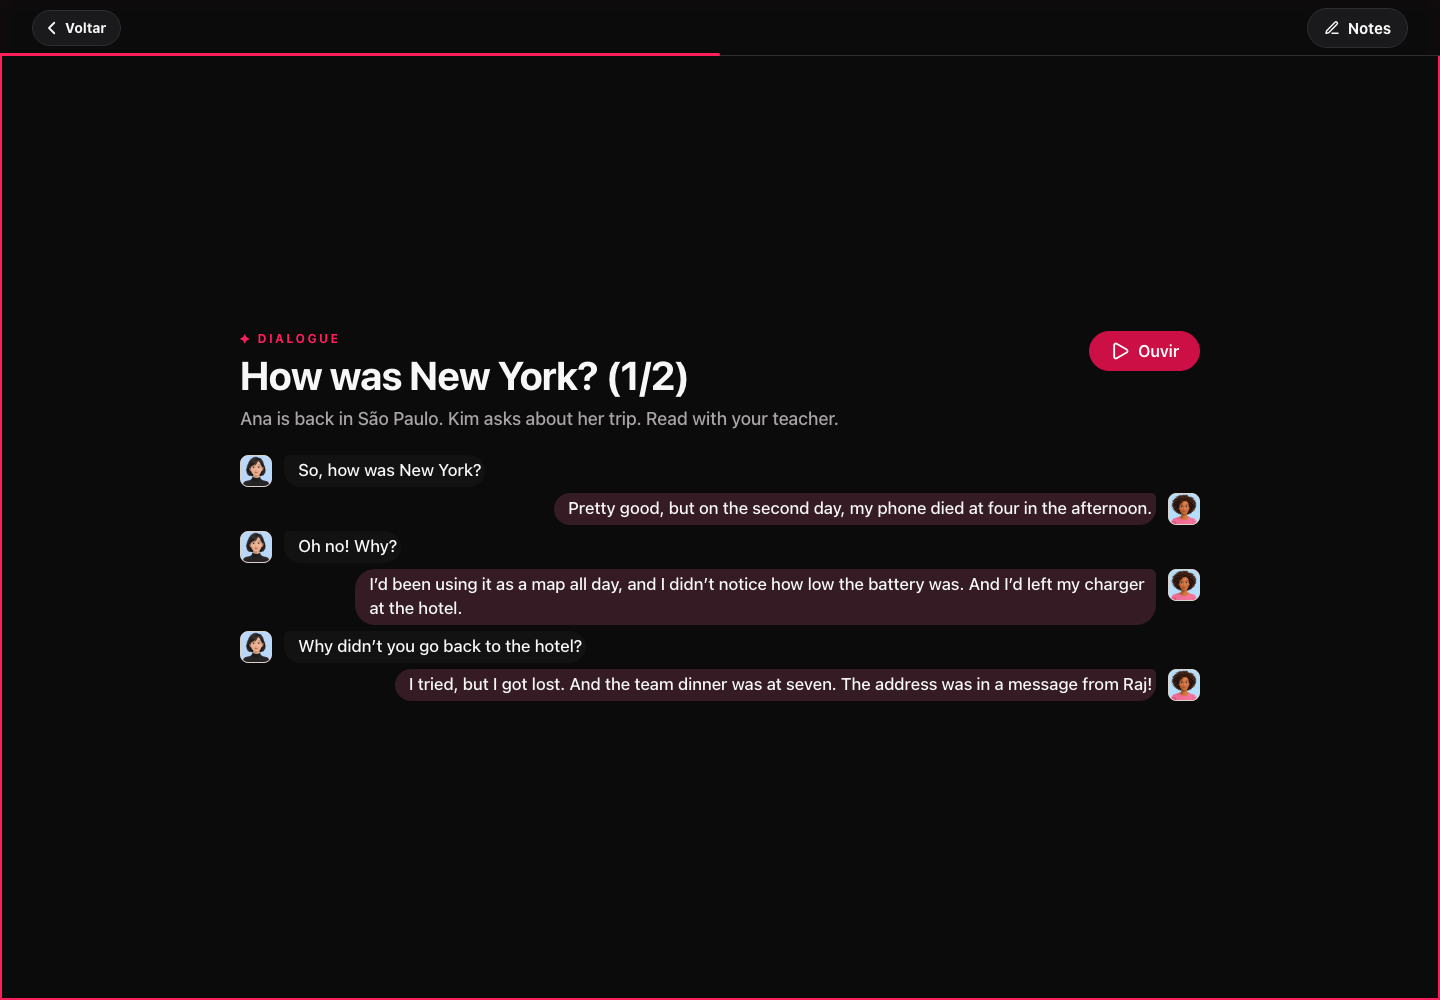 Voltar
Notes
DIALOGUE
How was New York? (1/2)
Ouvir
Ana is back in São Paulo. Kim asks about her trip. Read with your teacher.
So, how was New York?
Pretty good, but on the second day, my phone died at four in the afternoon.
Oh no! Why?
I’d been using it as a map all day, and I didn’t notice how low the battery was. And I’d left my charger
at the hotel.
Why didn’t you go back to the hotel?
I tried, but I got lost. And the team dinner was at seven. The address was in a message from Raj!